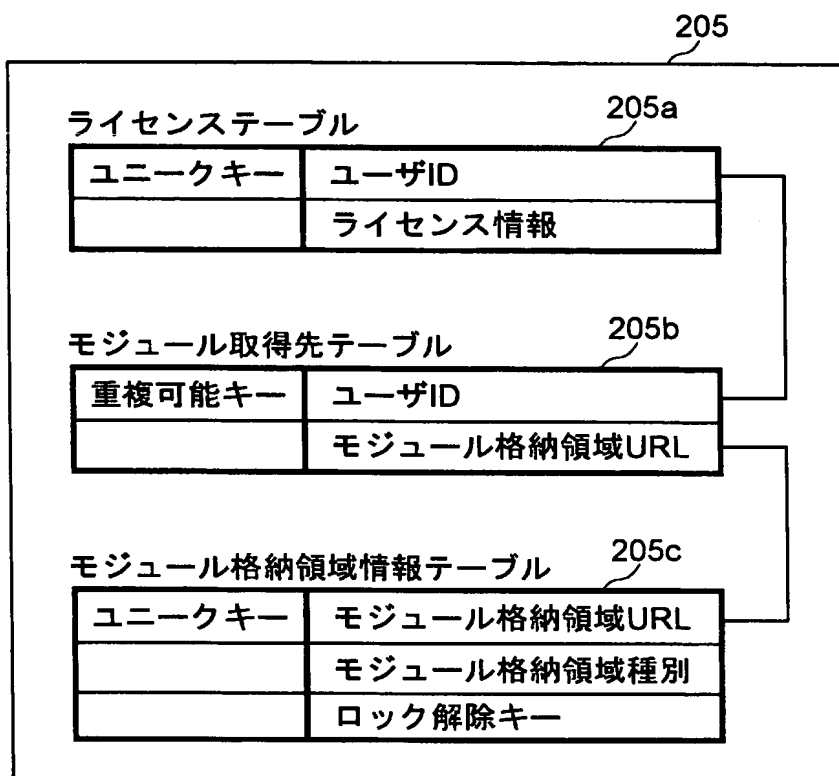 205
ライセンステーブル 205a
ユニークキー ユーザID
ライセンス情報
モジュール取得先テーブル 205b
重複可能キー ユーザID
モジュール格納領域URL
モジュール格納領域情報テーブル 205c
ユニークキー モジュール格納領域URL
モジュール格納領域種別
ロック解除キー